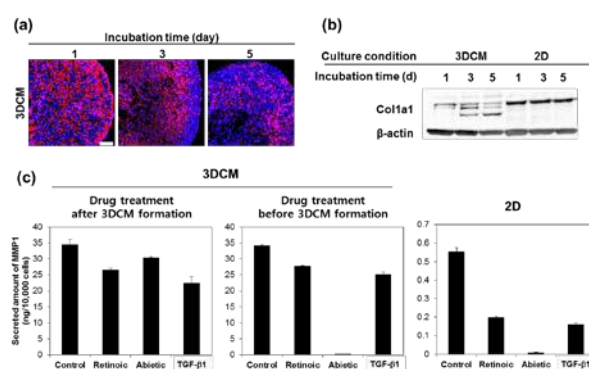 (a)
Incubation time (day)
1 3 5
3DCM
(b)
Culture condition 3DCM 2D
Incubation time (d) 1 3 5 1 3 5
Col1a1
β-actin
(c)
3DCM
Drug treatment
after 3DCM formation
Drug treatment
before 3DCM formation
2D
Secreted amount of MMP1
(ng/10,000 cells)
40
35
30
25
20
15
10
5
0
Control Retinoic Abietic TGF-β1
40
35
30
25
20
15
10
5
0
Control Retinoic Abietic TGF-β1
0.7
0.6
0.5
0.4
0.3
0.2
0.1
0
Control Retinoic Abietic TGF-β1